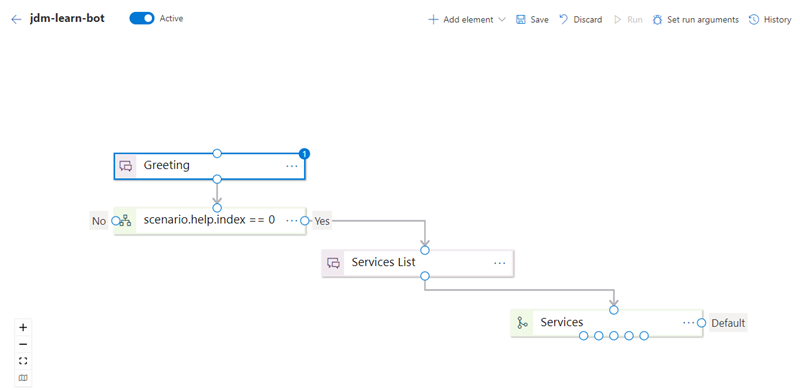 jdm-learn-bot Active Add element Save Discard Run Set run arguments History
1
Greeting ...
No scenario.help.index == 0 ... Yes
Services List ...
Services ... Default